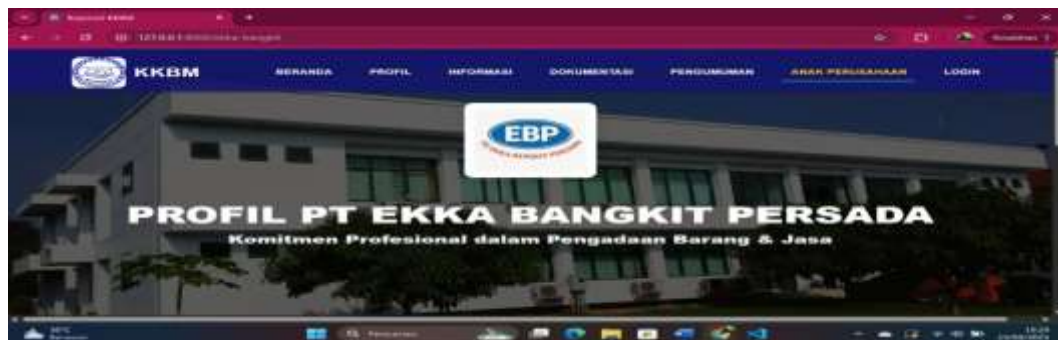 KKBM
BERANDA PROFIL INFORMASI DOKUMENTASI PENGUMUMAN ANAK PERUSAHAAN LOGIN
EBP
PROFIL PT EKKA BANGKIT PERSADA
Komitmen Profesional dalam Pengadaan Barang & Jasa
Pencarian